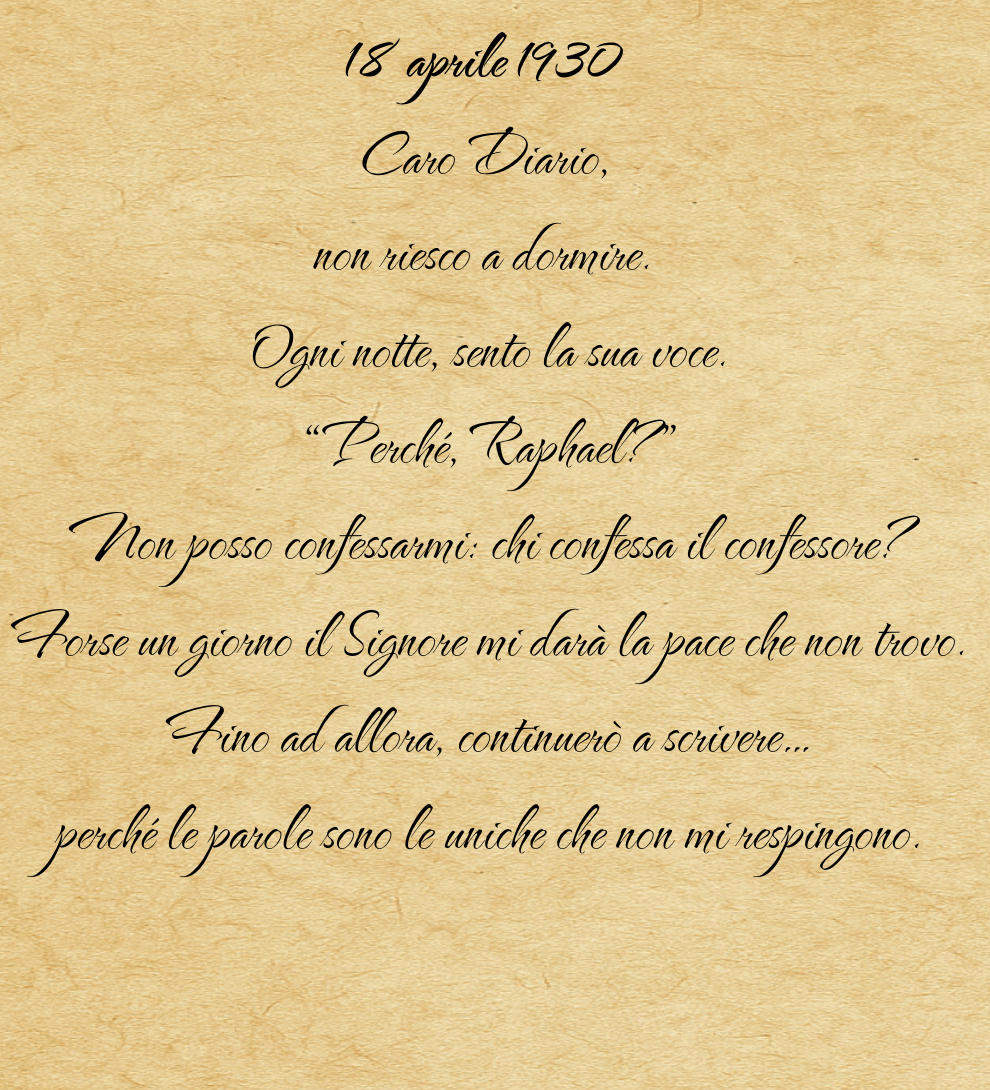 18 aprile 1930
Caro Diario,
non riesco a dormire.
Ogni notte, sento la sua voce.
“Perché, Raphael?”
Non posso confessarmi: chi confessa il confessore?
Forse un giorno il Signore mi darà la pace che non trovo.
Fino ad allora, continuerò a scrivere...
perché le parole sono le uniche che non mi respingono.